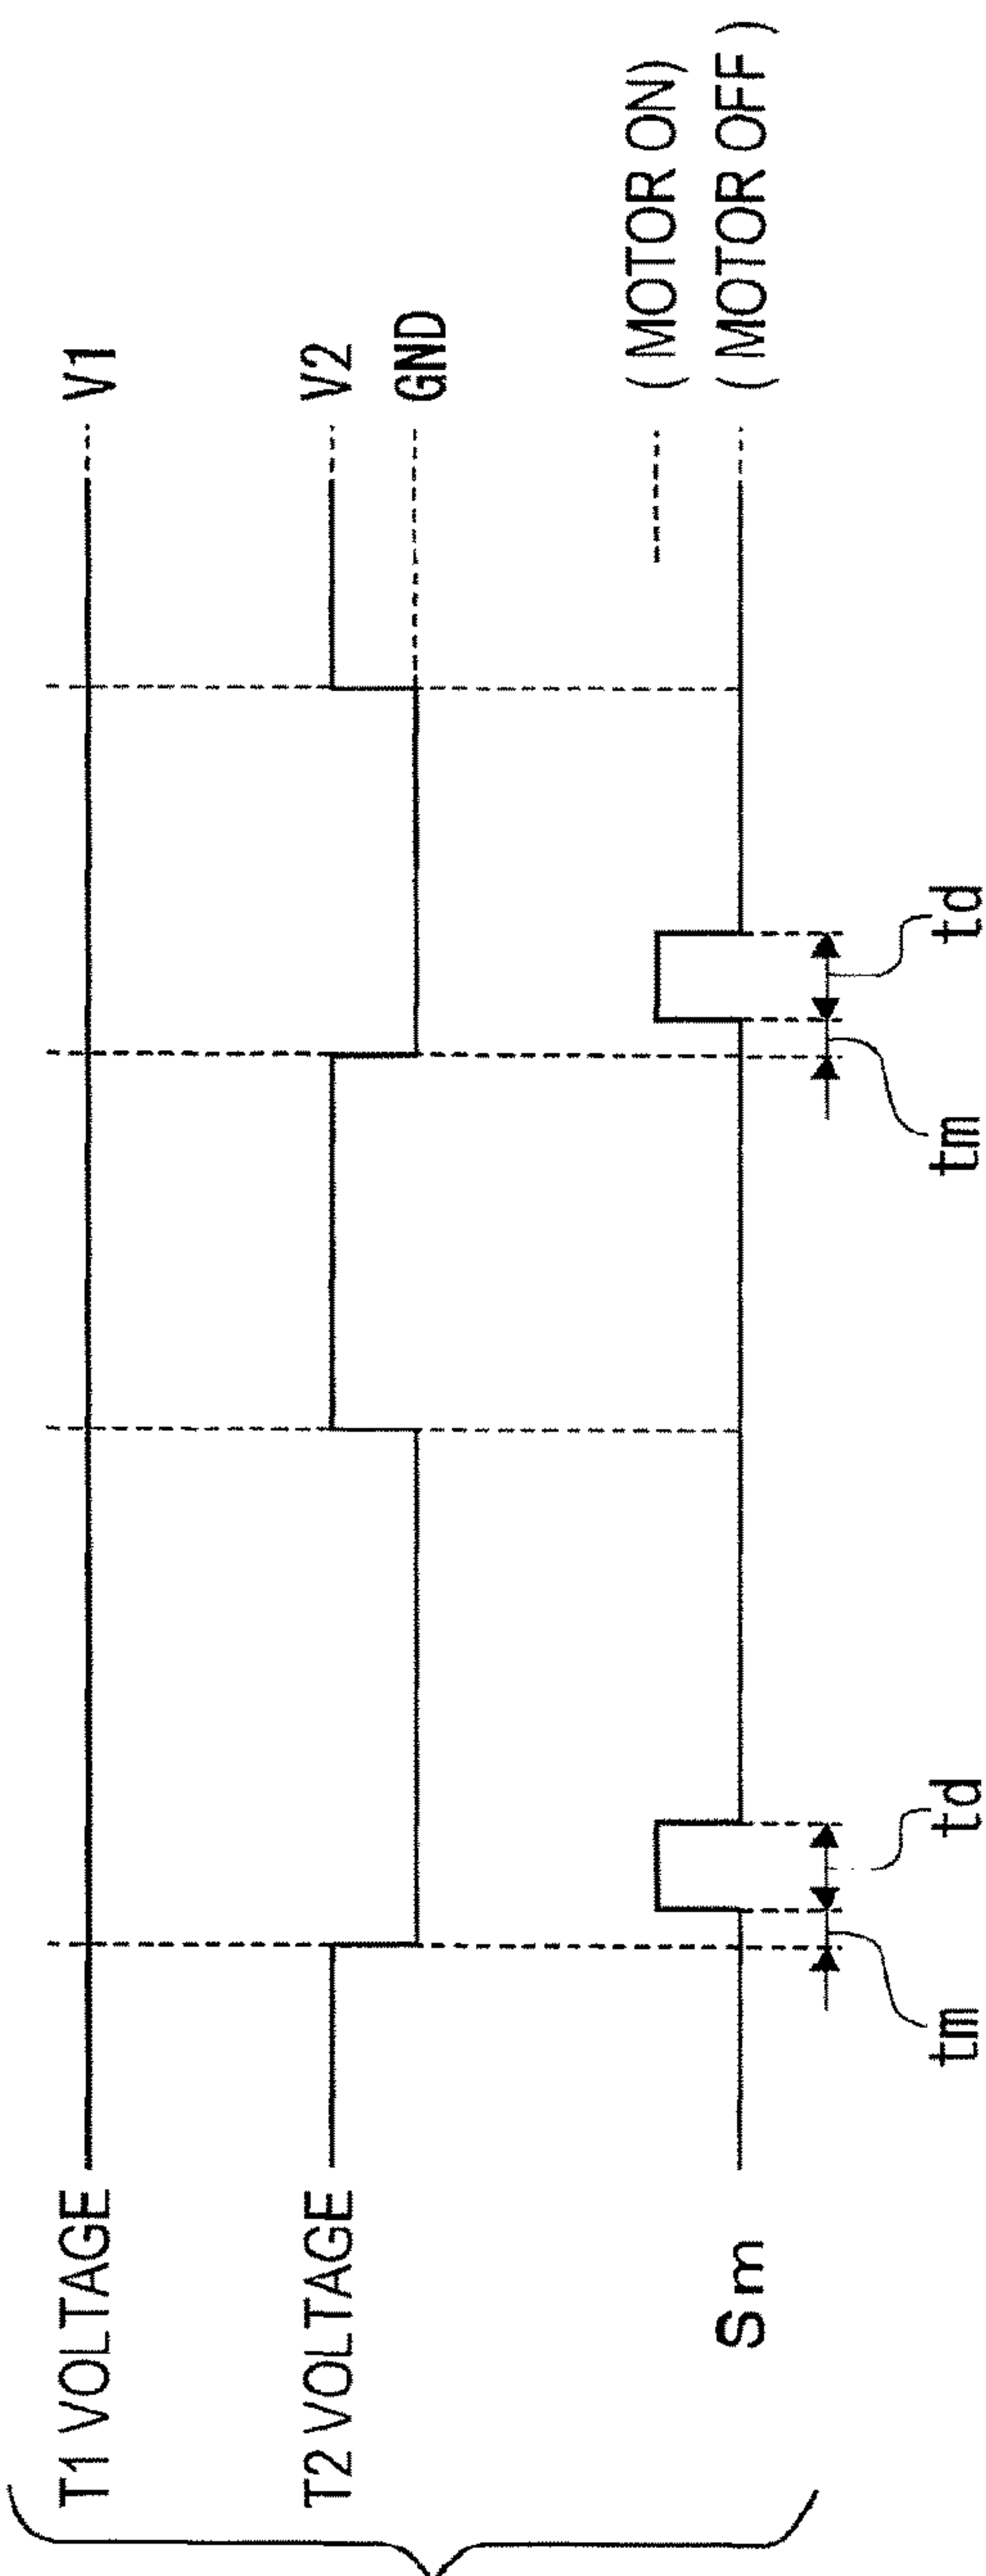 T1 VOLTAGE
V1
T2 VOLTAGE
V2
GND
Sm
( MOTOR ON)
( MOTOR OFF )
tm
td
tm
td